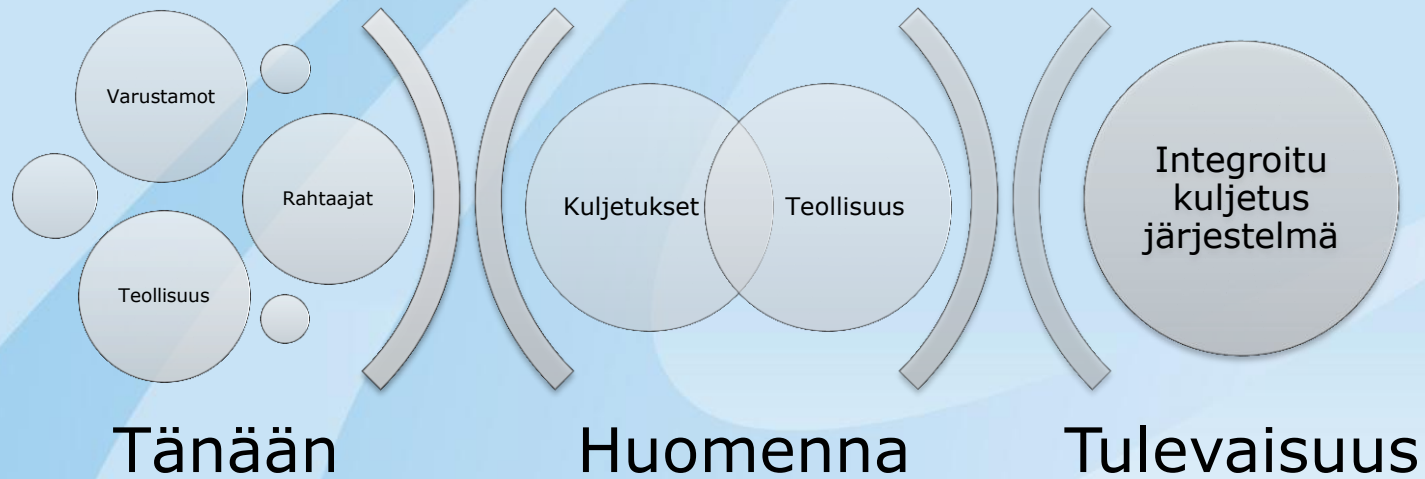 Varustamot
Rahtaajat
Teollisuus
Kuljetukset
Teollisuus
Integroitu
kuljetus
järjestelmä
Tänään
Huomenna
Tulevaisuus